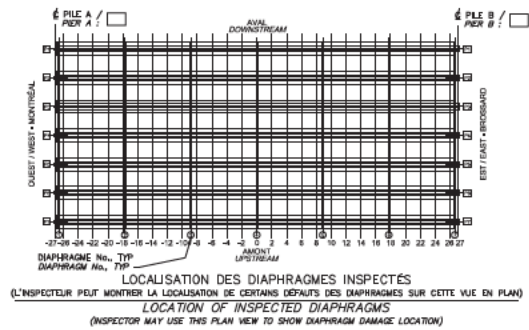 ℄ PILE A /
PIER A :
AVAL
DOWNSTREAM
℄ PILE B /
PIER B :
OUEST / WEST • MONTRÉAL
EST / EAST • BROSSARD
-27 -26 -24 -22 -20 -18 -16 -14 -12 -10 -8 -6 -4 -2 0 2 4 6 8 10 12 14 16 18 20 22 24 26 27
AMONT
UPSTREAM
DIAPHRAGME No., TYP
DIAPHRAGM No., TYP
LOCALISATION DES DIAPHRAGMES INSPECTÉS
(L'INSPECTEUR PEUT MONTRER LA LOCALISATION DE CERTAINS DÉFAUTS DES DIAPHRAGMES SUR CETTE VUE EN PLAN)
LOCATION OF INSPECTED DIAPHRAGMS
(INSPECTOR MAY USE THIS PLAN VIEW TO SHOW DIAPHRAGM DAMAGE LOCATION)